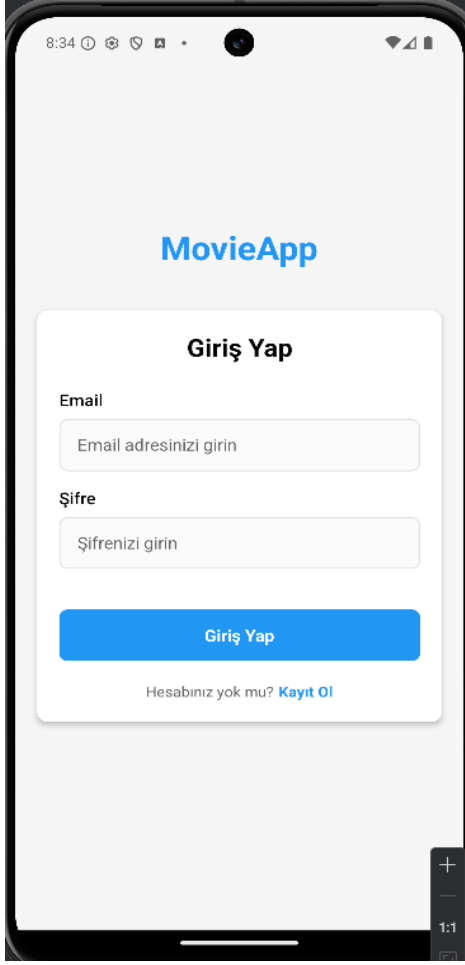 8:34
MovieApp
Giriş Yap
Email
Email adresinizi girin
Şifre
Şifrenizi girin
Giriş Yap
Hesabınız yok mu? Kayıt Ol
1:1